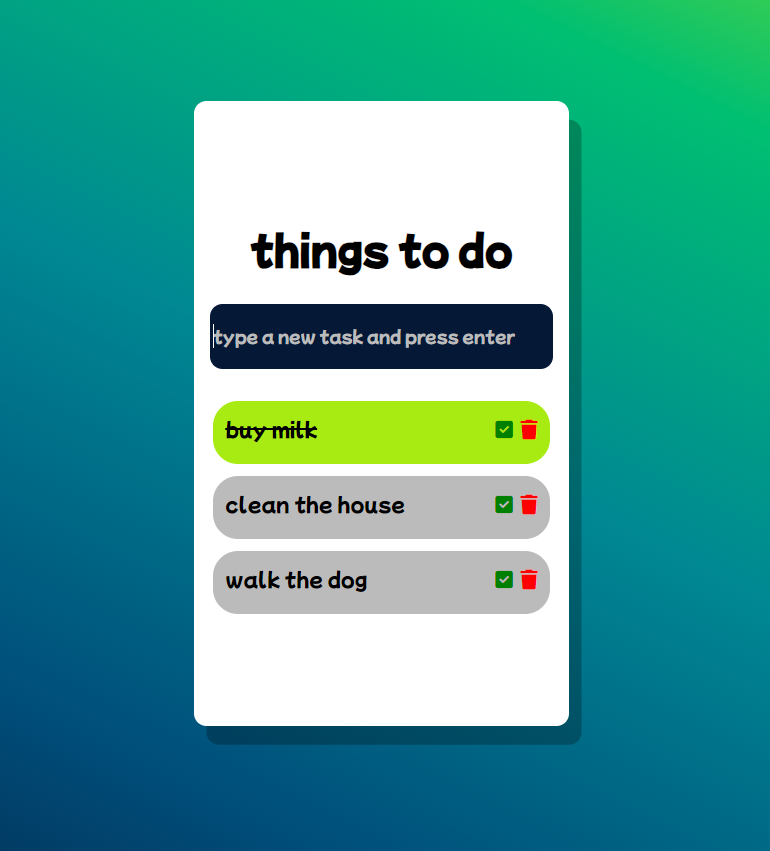 things to do
type a new task and press enter
buy milk
clean the house
walk the dog